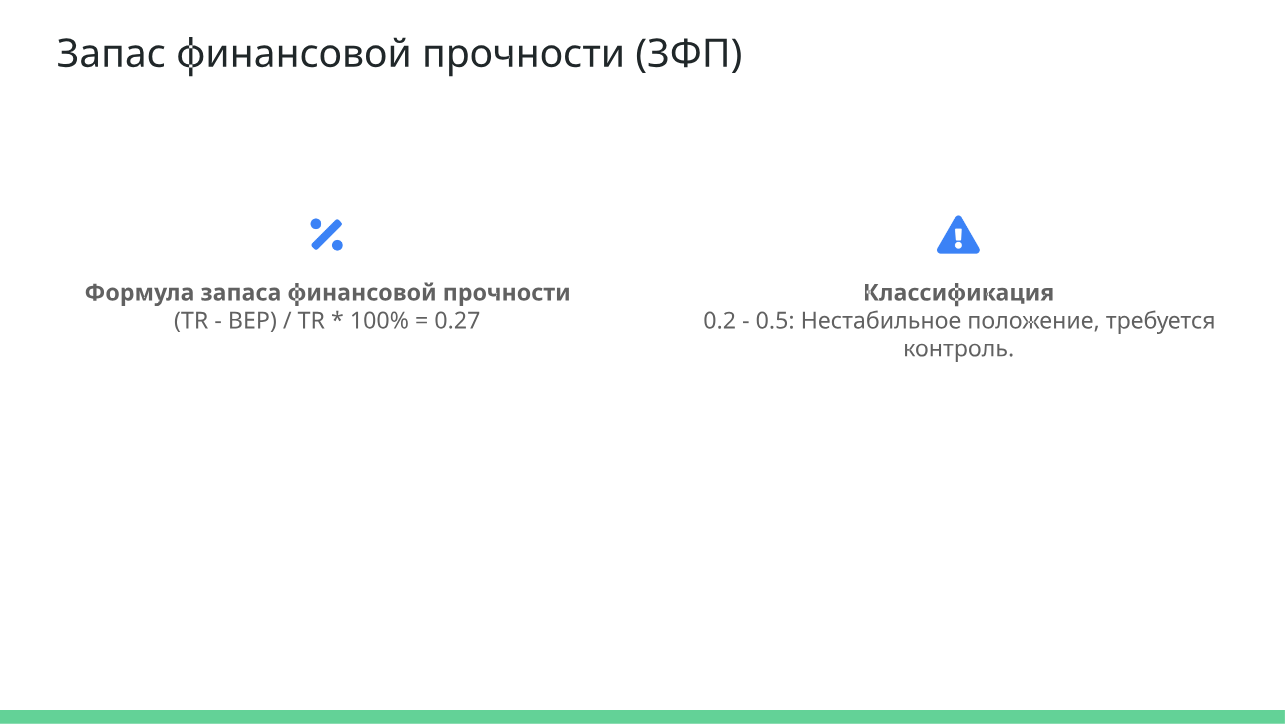 Запас финансовой прочности (ЗФП)
Формула запаса финансовой прочности
(TR - BEP) / TR * 100% = 0.27
Классификация
0.2 - 0.5: Нестабильное положение, требуется
контроль.